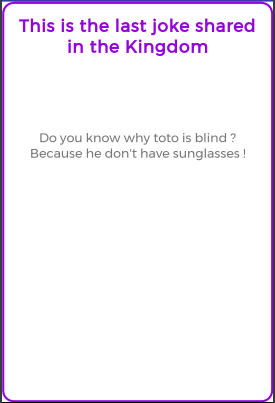 This is the last joke shared
in the Kingdom
Do you know why toto is blind ?
Because he don't have sunglasses !